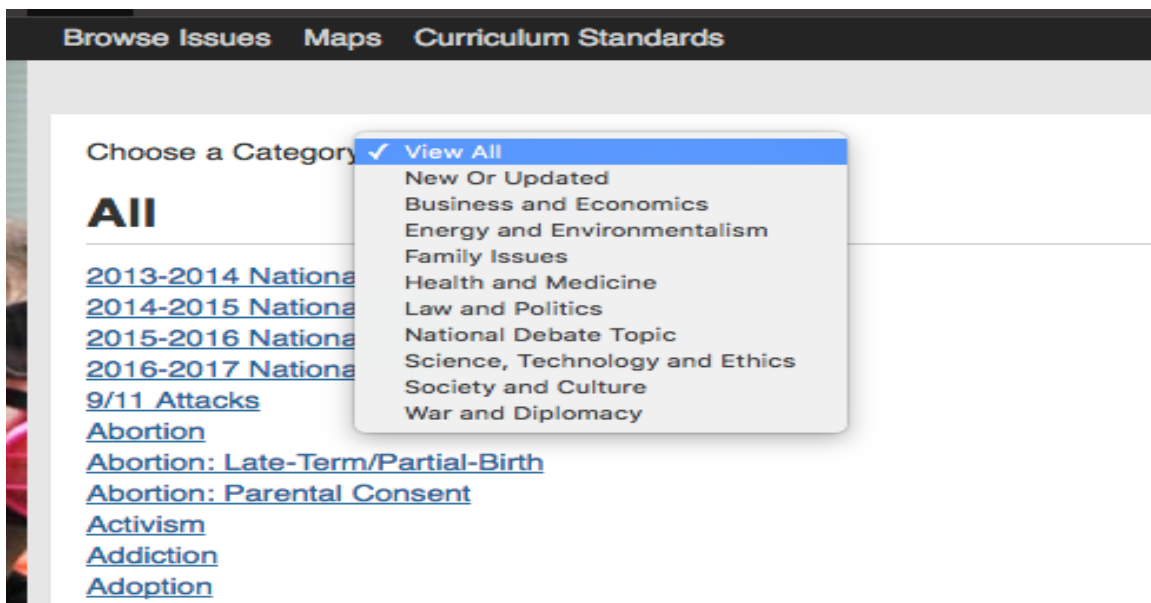 Browse Issues Maps Curriculum Standards
Choose a Category
✓ View All
New Or Updated
Business and Economics
Energy and Environmentalism
Family Issues
Health and Medicine
Law and Politics
National Debate Topic
Science, Technology and Ethics
Society and Culture
War and Diplomacy
All
2013-2014 Nationa
2014-2015 Nationa
2015-2016 Nationa
2016-2017 Nationa
9/11 Attacks
Abortion
Abortion: Late-Term/Partial-Birth
Abortion: Parental Consent
Activism
Addiction
Adoption